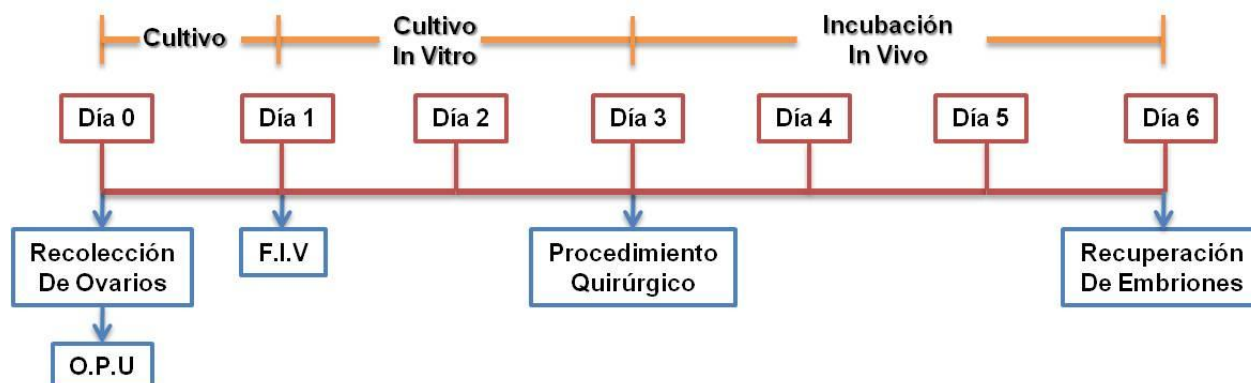 Cultivo
Cultivo
In Vitro
Incubación
In Vivo
Día 0
Día 1
Día 2
Día 3
Día 4
Día 5
Día 6
Recolección
De Ovarios
F.I.V
Procedimiento
Quirúrgico
Recuperación
De Embriones
O.P.U